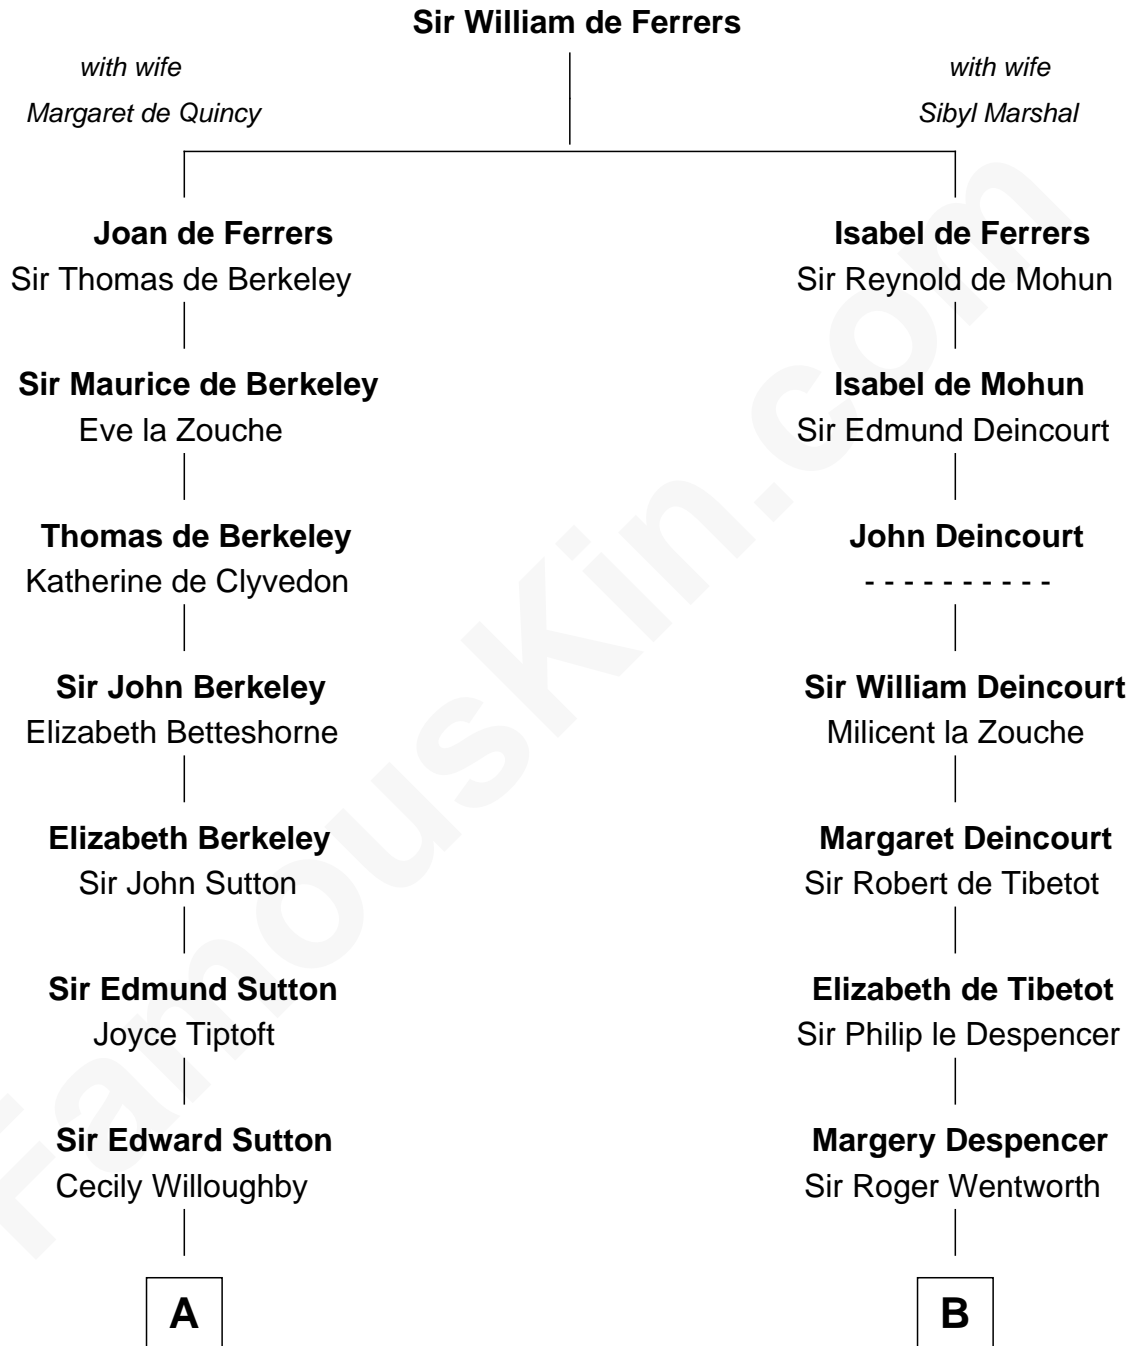 Sir William de Ferrers
with wife
Margaret de Quincy
with wife
Sibyl Marshal
Joan de Ferrers
Sir Thomas de Berkeley
Isabel de Ferrers
Sir Reynold de Mohun
Sir Maurice de Berkeley
Eve la Zouche
Isabel de Mohun
Sir Edmund Deincourt
Thomas de Berkeley
Katherine de Clyvedon
John Deincourt
- - - - - - - - - -
Sir John Berkeley
Elizabeth Betteshorne
Sir William Deincourt
Milicent la Zouche
Elizabeth Berkeley
Sir John Sutton
Margaret Deincourt
Sir Robert de Tibetot
Sir Edmund Sutton
Joyce Tiptoft
Elizabeth de Tibetot
Sir Philip le Despencer
Sir Edward Sutton
Cecily Willoughby
Margery Despencer
Sir Roger Wentworth
A
B
FamousKin.com